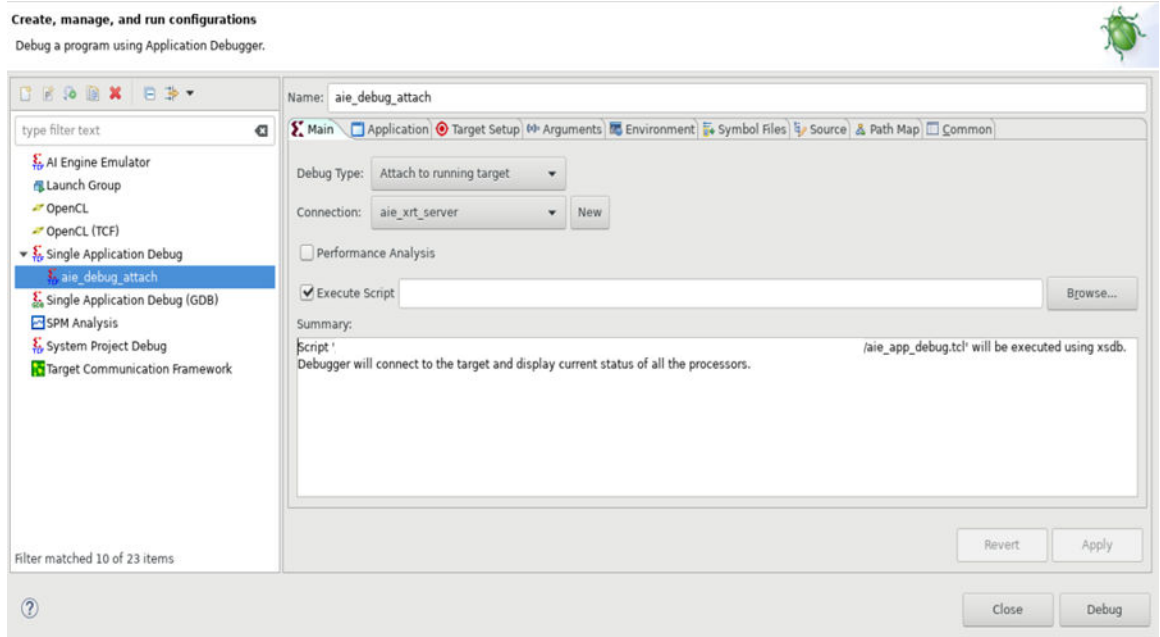 Create, manage, and run configurations
Debug a program using Application Debugger.
Name: aie_debug_attach
type filter text
AI Engine Emulator
Launch Group
OpenCL
OpenCL (TCF)
Single Application Debug
aie_debug_attach
Single Application Debug (GDB)
SPM Analysis
System Project Debug
Target Communication Framework
Filter matched 10 of 23 items
Main Application Target Setup Arguments Environment Symbol Files Source Path Map Common
Debug Type: Attach to running target
Connection: aie_xrt_server New
Performance Analysis
Execute Script Browse...
Summary:
Script ' /aie_app_debug.tcl' will be executed using xsdb.
Debugger will connect to the target and display current status of all the processors.
Revert Apply
? Close Debug